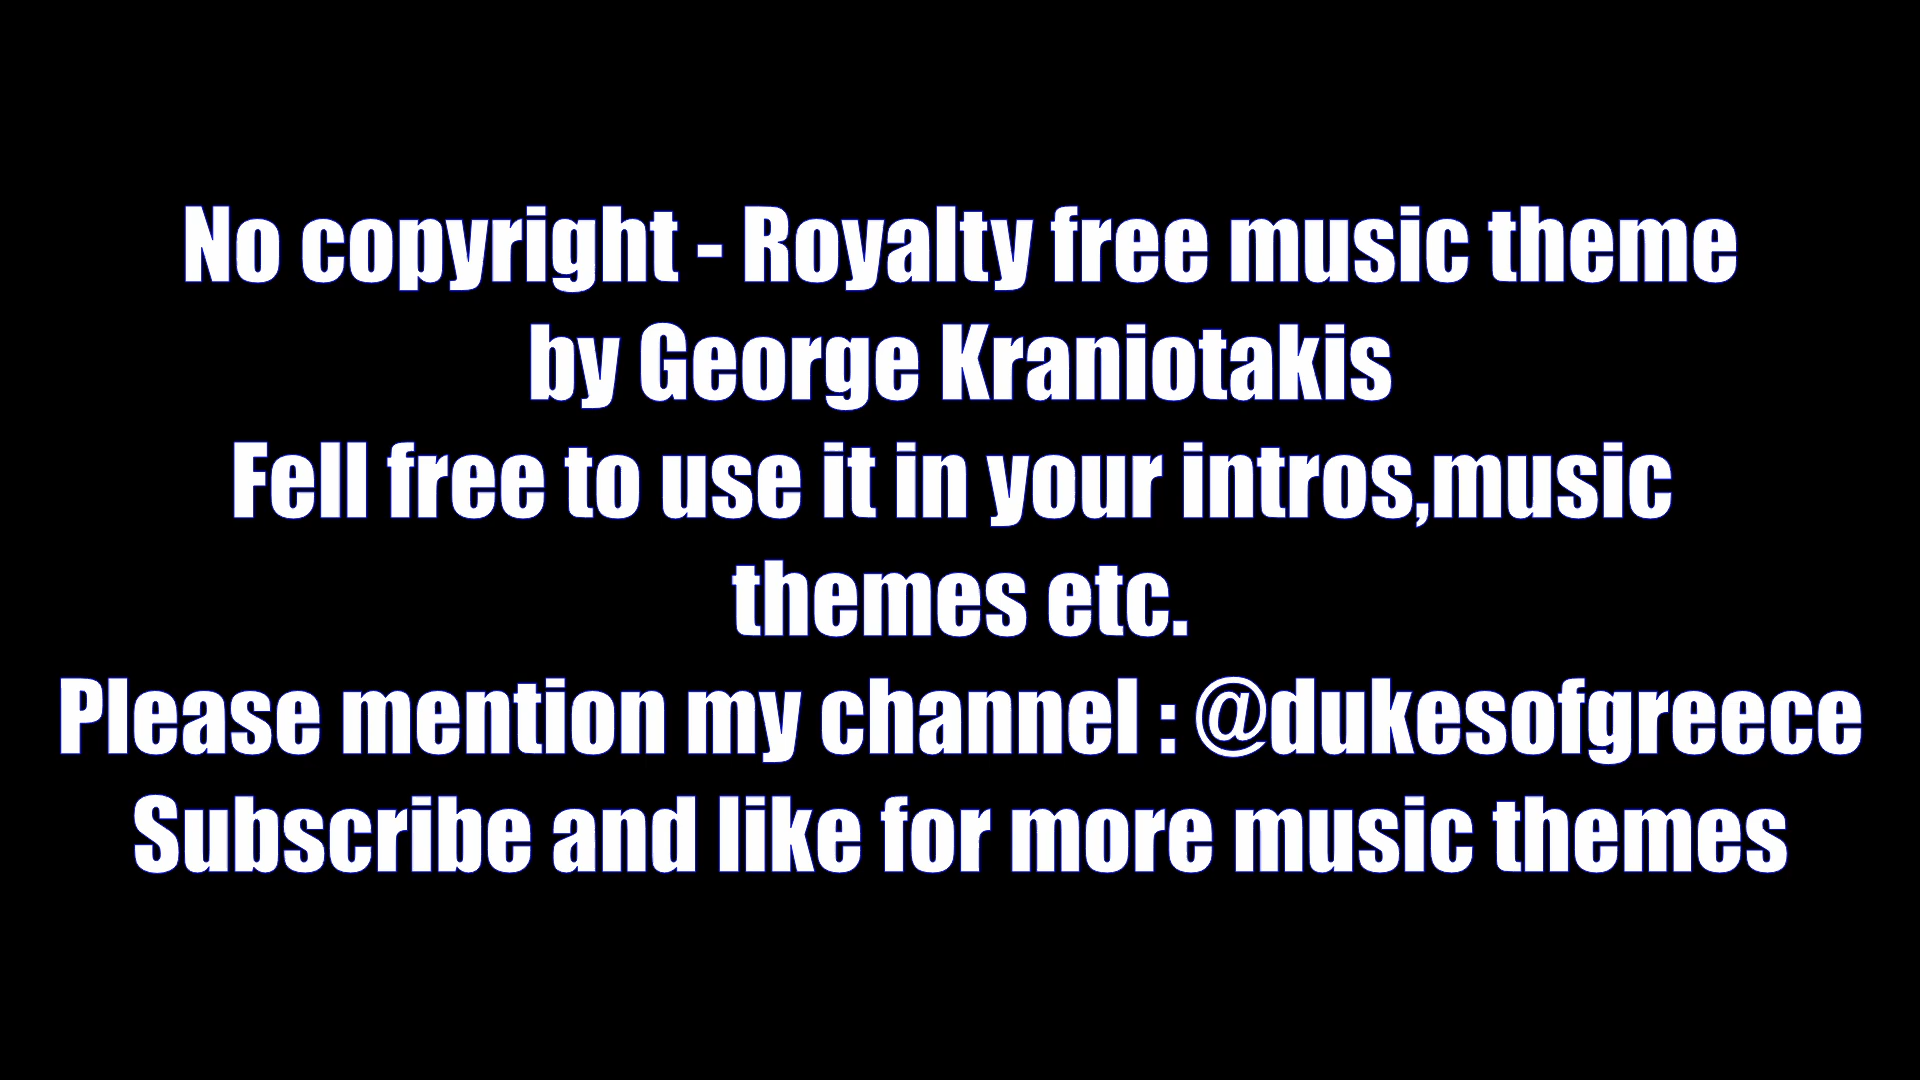 No copyright - Royalty free music theme
by George Kraniotakis
Fell free to use it in your intros,music
themes etc.
Please mention my channel : @dukesofgreece
Subscribe and like for more music themes